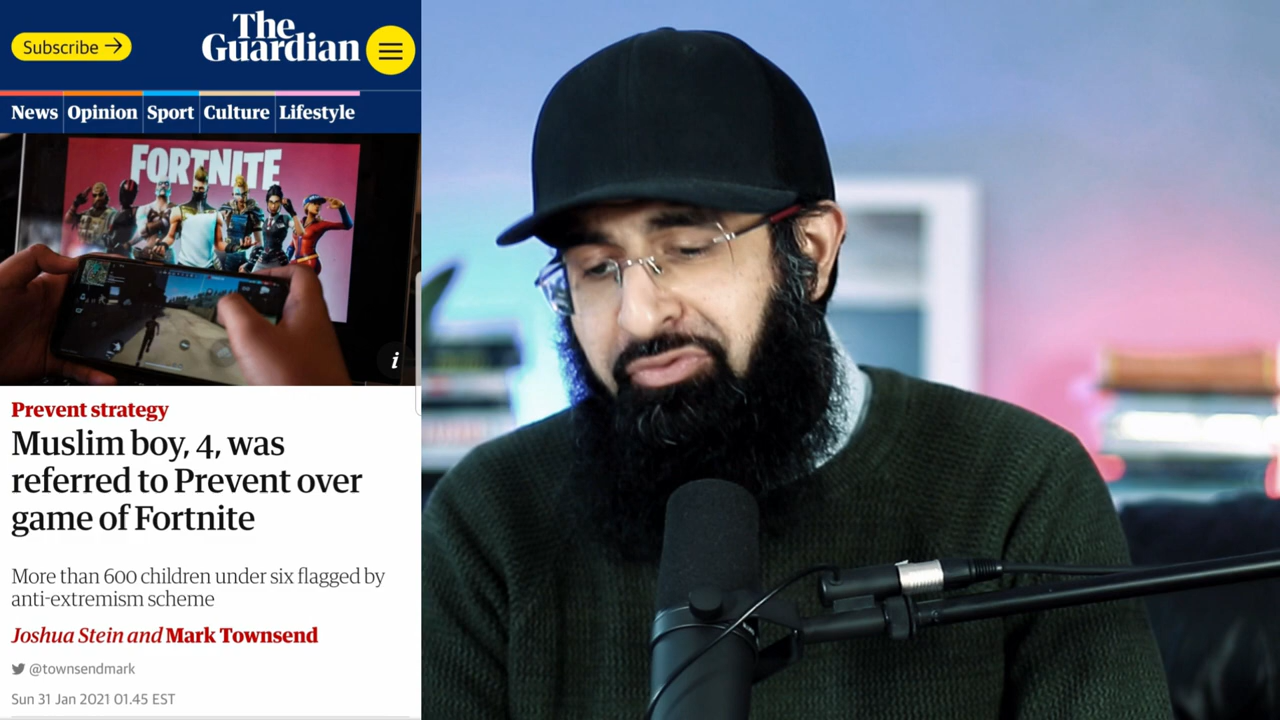 Subscribe →
The
Guardian
News
Opinion
Sport
Culture
Lifestyle
FORTNITE
i
Prevent strategy
Muslim boy, 4, was
referred to Prevent over
game of Fortnite
More than 600 children under six flagged by
anti-extremism scheme
Joshua Stein and Mark Townsend
@townsendmark
Sun 31 Jan 2021 01.45 EST